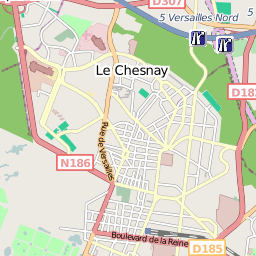 D307
5 Versailles Nord
Le Chesnay
D182
Rue de Versailles
N186
Boulevard de la Reine
D185